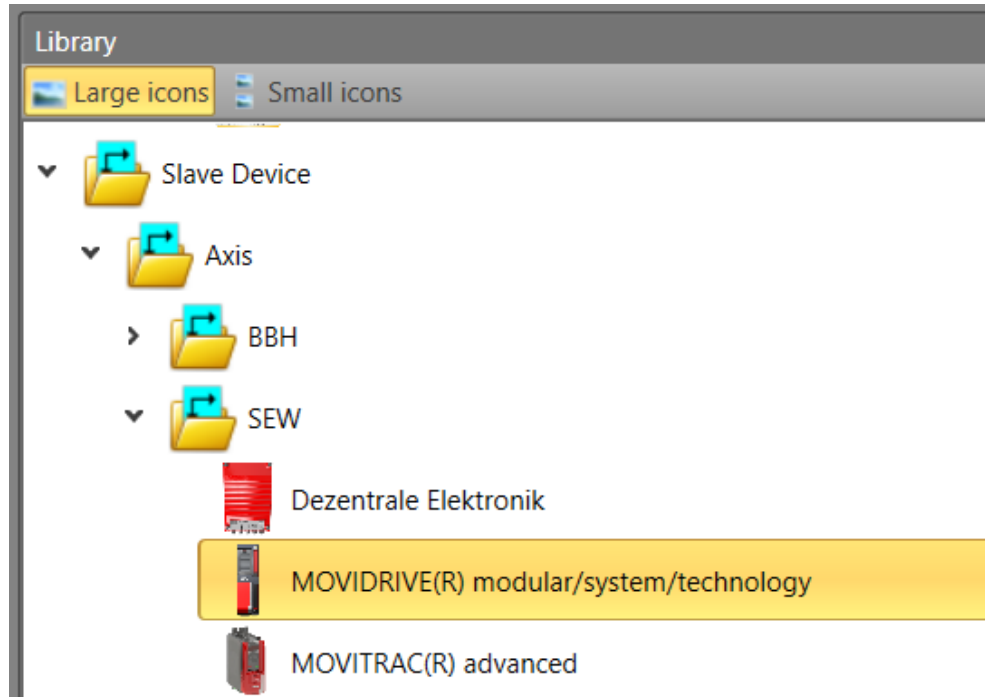 Library
Large icons Small icons
Slave Device
Axis
BBH
SEW
Dezentrale Elektronik
MOVIDRIVE(R) modular/system/technology
MOVITRAC(R) advanced